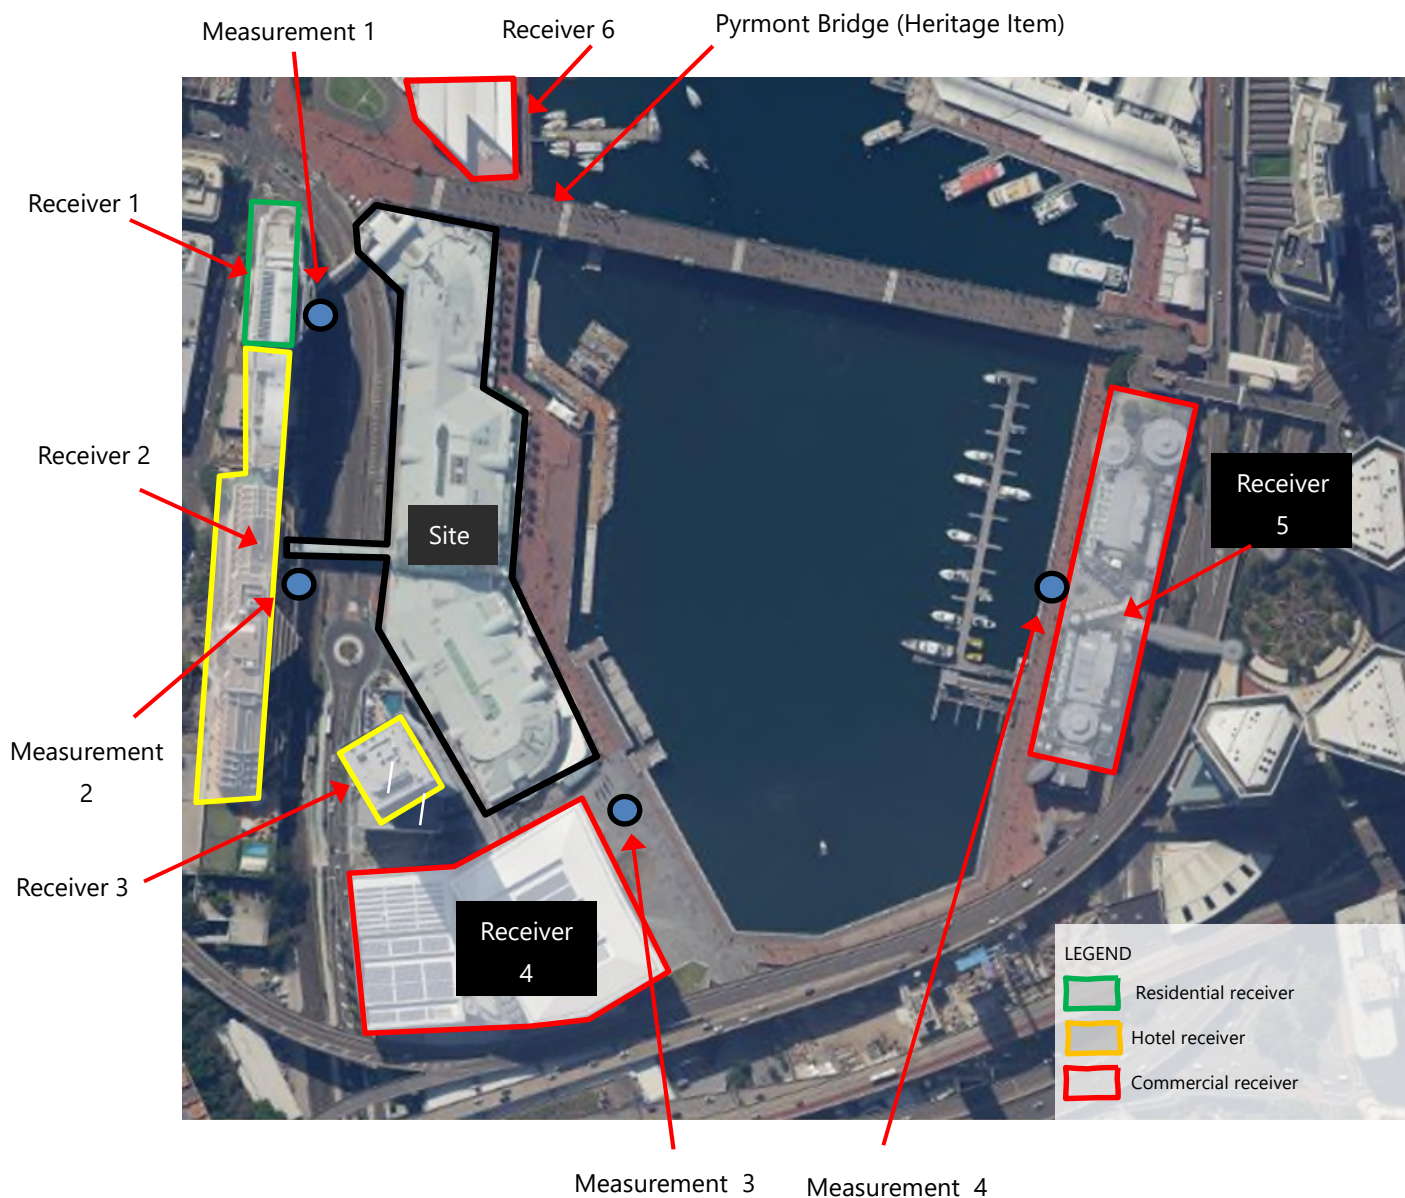 Measurement 1
Receiver 6
Pyrmont Bridge (Heritage Item)
Receiver 1
Receiver 2
Receiver
5
Site
Measurement
2
Receiver 3
Receiver
4
LEGEND
Residential receiver
Hotel receiver
Commercial receiver
Measurement 3
Measurement 4